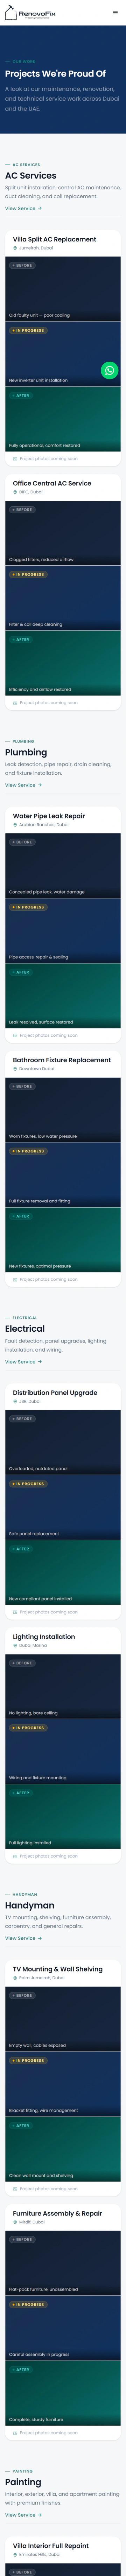 RenovoFix
OUR WORK
Projects We're Proud Of
A look at our maintenance, renovation,
and technical service work across Dubai
and the UAE.
AC SERVICES
AC Services
Split unit installation, central AC maintenance,
duct cleaning, and coil replacement.
View Service →
Villa Split AC Replacement
Jumeirah, Dubai
BEFORE
Old faulty unit — poor cooling
IN PROGRESS
New inverter unit installation
AFTER
Fully operational, comfort restored
Project photos coming soon
Office Central AC Service
DIFC, Dubai
BEFORE
Clogged filters, reduced airflow
IN PROGRESS
Filter & coil deep cleaning
AFTER
Efficiency and airflow restored
Project photos coming soon
PLUMBING
Plumbing
Leak detection, pipe repair, drain cleaning,
and fixture installation.
View Service →
Water Pipe Leak Repair
Arabian Ranches, Dubai
BEFORE
Concealed pipe leak, water damage
IN PROGRESS
Pipe access, repair & sealing
AFTER
Leak resolved, surface restored
Project photos coming soon
Bathroom Fixture Replacement
Downtown Dubai
BEFORE
Worn fixtures, low water pressure
IN PROGRESS
Full fixture removal and fitting
AFTER
New fixtures, optimal pressure
Project photos coming soon
ELECTRICAL
Electrical
Fault detection, panel upgrades, lighting
installation, and wiring.
View Service →
Distribution Panel Upgrade
JBR, Dubai
BEFORE
Overloaded, outdated panel
IN PROGRESS
Safe panel replacement
AFTER
New compliant panel installed
Project photos coming soon
Lighting Installation
Dubai Marina
BEFORE
No lighting, bare ceiling
IN PROGRESS
Wiring and fixture mounting
AFTER
Full lighting installed
Project photos coming soon
HANDYMAN
Handyman
TV mounting, shelving, furniture assembly,
carpentry, and general repairs.
View Service →
TV Mounting & Wall Shelving
Palm Jumeirah, Dubai
BEFORE
Empty wall, cables exposed
IN PROGRESS
Bracket fitting, wire management
AFTER
Clean wall mount and shelving
Project photos coming soon
Furniture Assembly & Repair
Mirdif, Dubai
BEFORE
Flat-pack furniture, unassembled
IN PROGRESS
Careful assembly in progress
AFTER
Complete, sturdy furniture
Project photos coming soon
PAINTING
Painting
Interior, exterior, villa, and apartment painting
with premium finishes.
View Service →
Villa Interior Full Repaint
Emirates Hills, Dubai
BEFORE